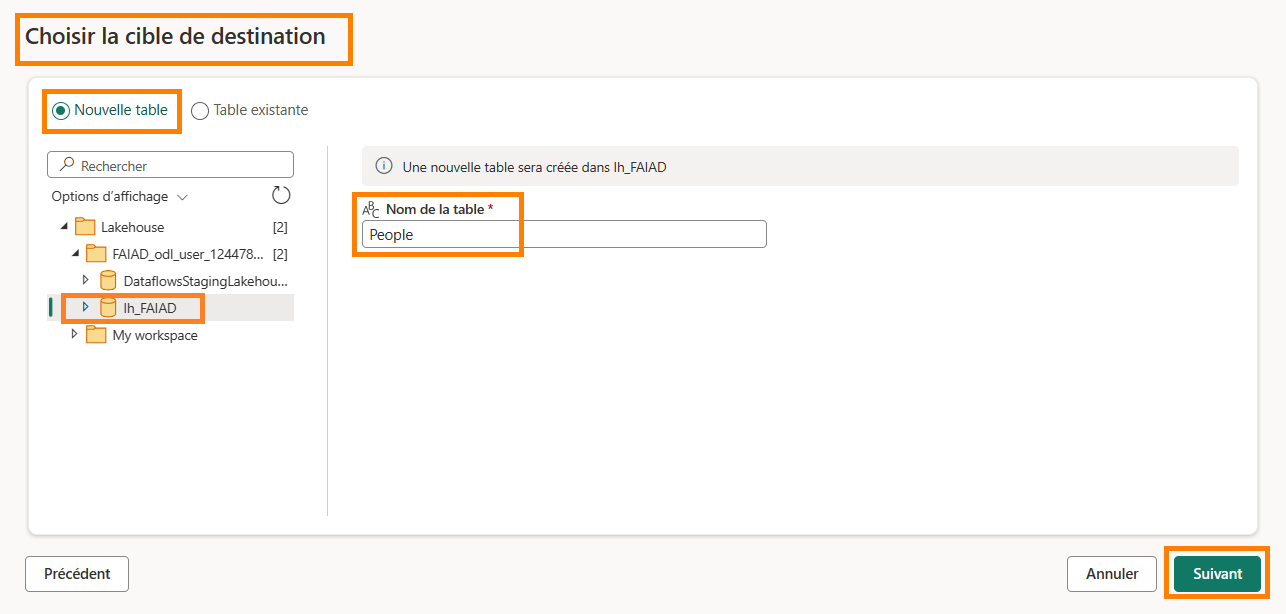 Choisir la cible de destination
Nouvelle table
Table existante
Rechercher
Options d'affichage
Lakehouse [2]
FAIAD_odl_user_124478... [2]
DataflowsStagingLakehou...
lh_FAIAD
My workspace
Une nouvelle table sera créée dans lh_FAIAD
ABC Nom de la table *
People
Précédent
Annuler
Suivant